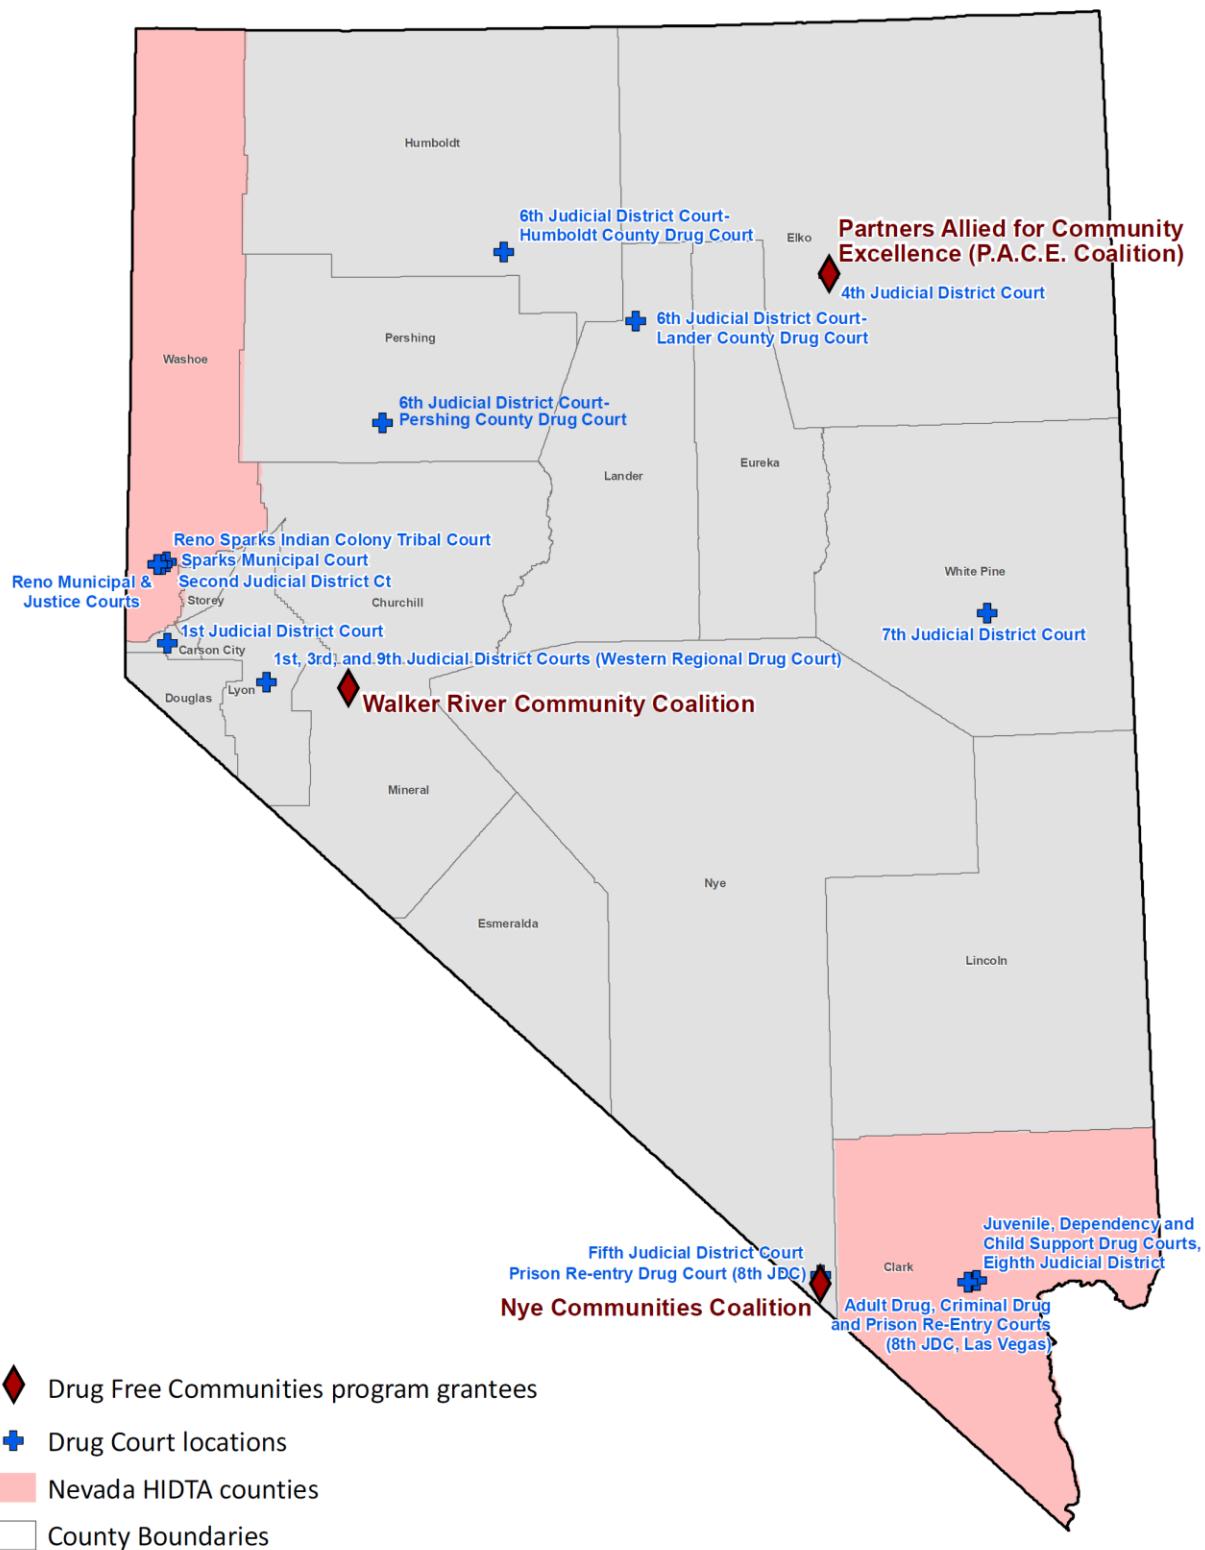 Humboldt
6th Judicial District Court-
Humboldt County Drug Court
Elko
Partners Allied for Community
Excellence (P.A.C.E. Coalition)
4th Judicial District Court
6th Judicial District Court-
Lander County Drug Court
Pershing
Washoe
6th Judicial District Court-
Pershing County Drug Court
Lander
Eureka
Reno Sparks Indian Colony Tribal Court
Sparks Municipal Court
Second Judicial District Ct
Reno Municipal &
Justice Courts
Storey
Churchill
White Pine
7th Judicial District Court
1st Judicial District Court
Carson City
1st, 3rd, and 9th Judicial District Courts (Western Regional Drug Court)
Lyon
Douglas
Walker River Community Coalition
Mineral
Nye
Esmeralda
Lincoln
Fifth Judicial District Court
Prison Re-entry Drug Court (8th JDC)
Nye Communities Coalition
Clark
Juvenile, Dependency and
Child Support Drug Courts,
Eighth Judicial District
Adult Drug, Criminal Drug
and Prison Re-Entry Courts
(8th JDC, Las Vegas)
Drug Free Communities program grantees
Drug Court locations
Nevada HIDTA counties
County Boundaries